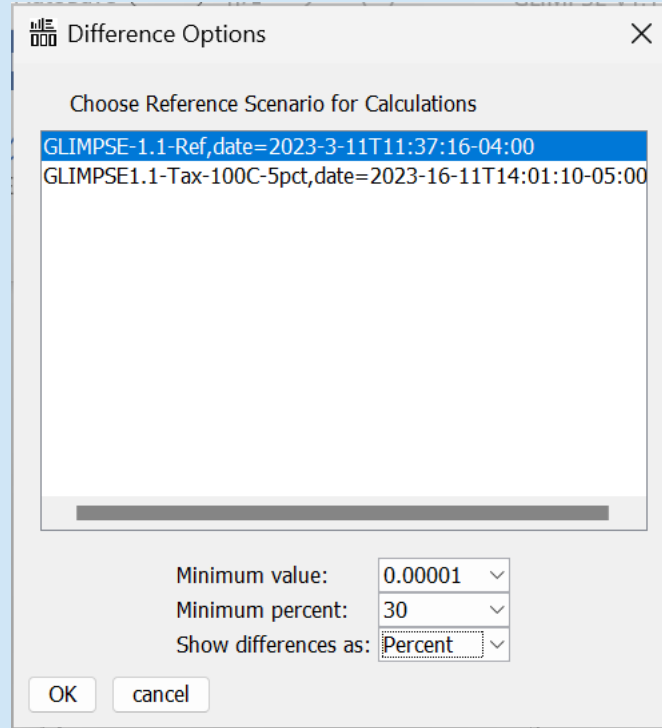 Difference Options
Choose Reference Scenario for Calculations
GLIMPSE-1.1-Ref,date=2023-3-11T11:37:16-04:00
GLIMPSE1.1-Tax-100C-5pct,date=2023-16-11T14:01:10-05:00
Minimum value: 0.00001
Minimum percent: 30
Show differences as: Percent
OK cancel